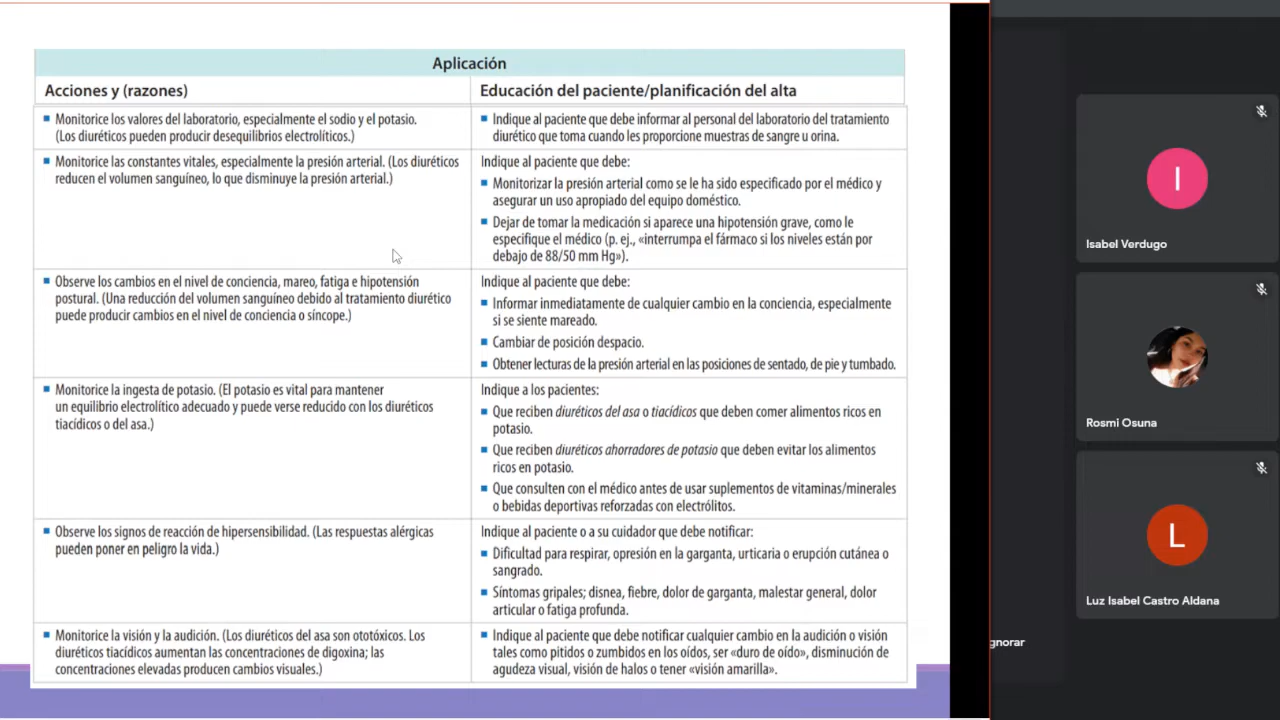 Aplicación
Acciones y (razones)
Educación del paciente/planificación del alta
Monitorice los valores del laboratorio, especialmente el sodio y el potasio.
(Los diuréticos pueden producir desequilibrios electrolíticos.)
Indique al paciente que debe informar al personal del laboratorio del tratamiento
diurético que toma cuando les proporcione muestras de sangre u orina.
Monitorice las constantes vitales, especialmente la presión arterial. (Los diuréticos
reducen el volumen sanguíneo, lo que disminuye la presión arterial.)
Indique al paciente que debe:
Monitorizar la presión arterial como se le ha sido especificado por el médico y
asegurar un uso apropiado del equipo doméstico.
Dejar de tomar la medicación si aparece una hipotensión grave, como le
especifique el médico (p. ej., «interrumpa el fármaco si los niveles están por
debajo de 88/50 mm Hg»).
Observe los cambios en el nivel de conciencia, mareo, fatiga e hipotensión
postural. (Una reducción del volumen sanguíneo debido al tratamiento diurético
puede producir cambios en el nivel de conciencia o síncope.)
Indique al paciente que debe:
Informar inmediatamente de cualquier cambio en la conciencia, especialmente
si se siente mareado.
Cambiar de posición despacio.
Obtener lecturas de la presión arterial en las posiciones de sentado, de pie y tumbado.
Monitorice la ingesta de potasio. (El potasio es vital para mantener
un equilibrio electrolítico adecuado y puede verse reducido con los diuréticos
tiacídicos o del asa.)
Indique a los pacientes:
Que reciben diuréticos del asa o tiacídicos que deben comer alimentos ricos en
potasio.
Que reciben diuréticos ahorradores de potasio que deben evitar los alimentos
ricos en potasio.
Que consulten con el médico antes de usar suplementos de vitaminas/minerales
o bebidas deportivas reforzadas con electrólitos.
Observe los signos de reacción de hipersensibilidad. (Las respuestas alérgicas
pueden poner en peligro la vida.)
Indique al paciente o a su cuidador que debe notificar:
Dificultad para respirar, opresión en la garganta, urticaria o erupción cutánea o
sangrado.
Síntomas gripales; disnea, fiebre, dolor de garganta, malestar general, dolor
articular o fatiga profunda.
Monitorice la visión y la audición. (Los diuréticos del asa son ototóxicos. Los
diuréticos tiacídicos aumentan las concentraciones de digoxina; las
concentraciones elevadas producen cambios visuales.)
Indique al paciente que debe notificar cualquier cambio en la audición o visión
tales como pitidos o zumbidos en los oídos, ser «duro de oído», disminución de
agudeza visual, visión de halos o tener «visión amarilla».
I
Isabel Verdugo
Rosmi Osuna
L
Luz Isabel Castro Aldana
gnorar